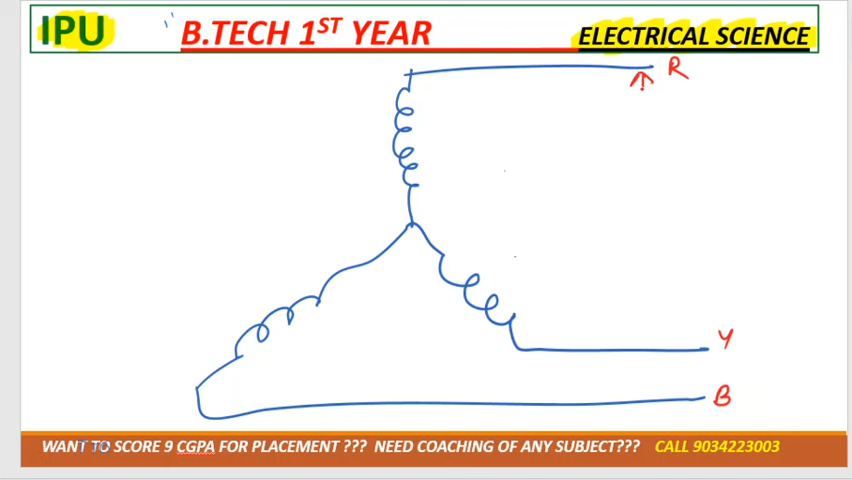 IPU B.TECH 1ST YEAR ELECTRICAL SCIENCE
R
Y
B
WANT TO SCORE 9 CGPA FOR PLACEMENT ??? NEED COACHING OF ANY SUBJECT??? CALL 9034223003